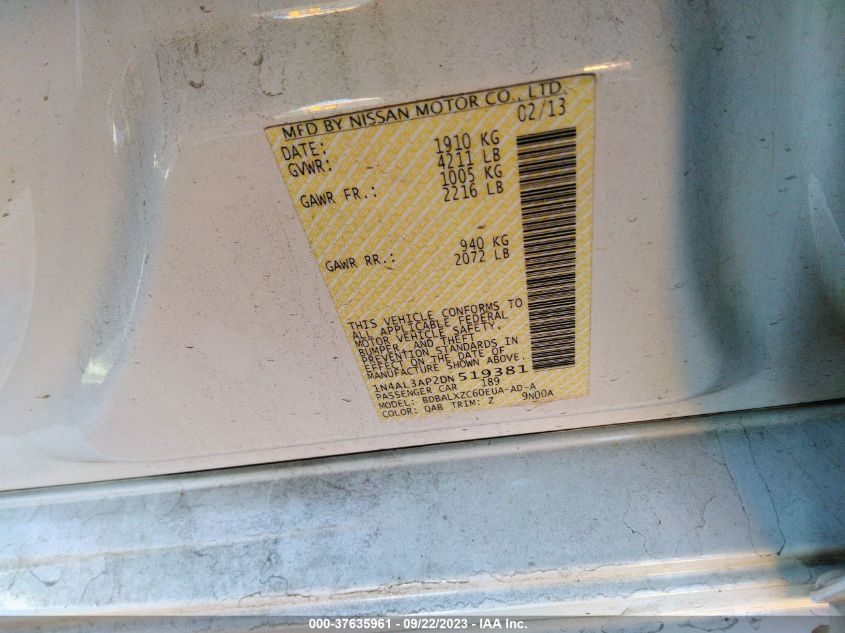 MFD BY NISSAN MOTOR CO., LTD.
DATE: 02/13
GVWR: 1910 KG
4211 LB
GAWR FR.: 1005 KG
2216 LB
GAWR RR.: 940 KG
2072 LB
THIS VEHICLE CONFORMS TO
ALL APPLICABLE FEDERAL
MOTOR VEHICLE SAFETY,
BUMPER, AND THEFT
PREVENTION STANDARDS IN
EFFECT ON THE DATE OF
MANUFACTURE SHOWN ABOVE.
1N4AL3AP2DN519381
PASSENGER CAR 189
MODEL: BDBALXZC60EUA-AD-A
COLOR: QAB TRIM: Z 9N00A
000-37635961 - 09/22/2023 - IAA Inc.